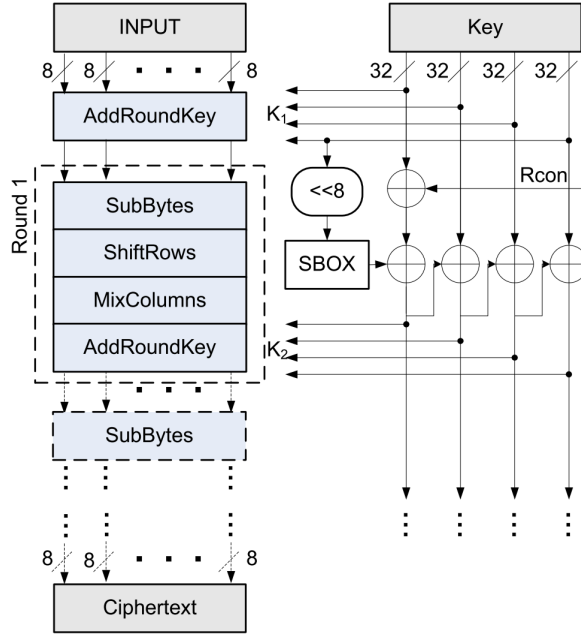 INPUT
Key
8 8 8
32 32 32 32
AddRoundKey
K1
Round 1
<<8
Rcon
SubBytes
ShiftRows
SBOX
MixColumns
AddRoundKey
K2
SubBytes
8 8 8
Ciphertext